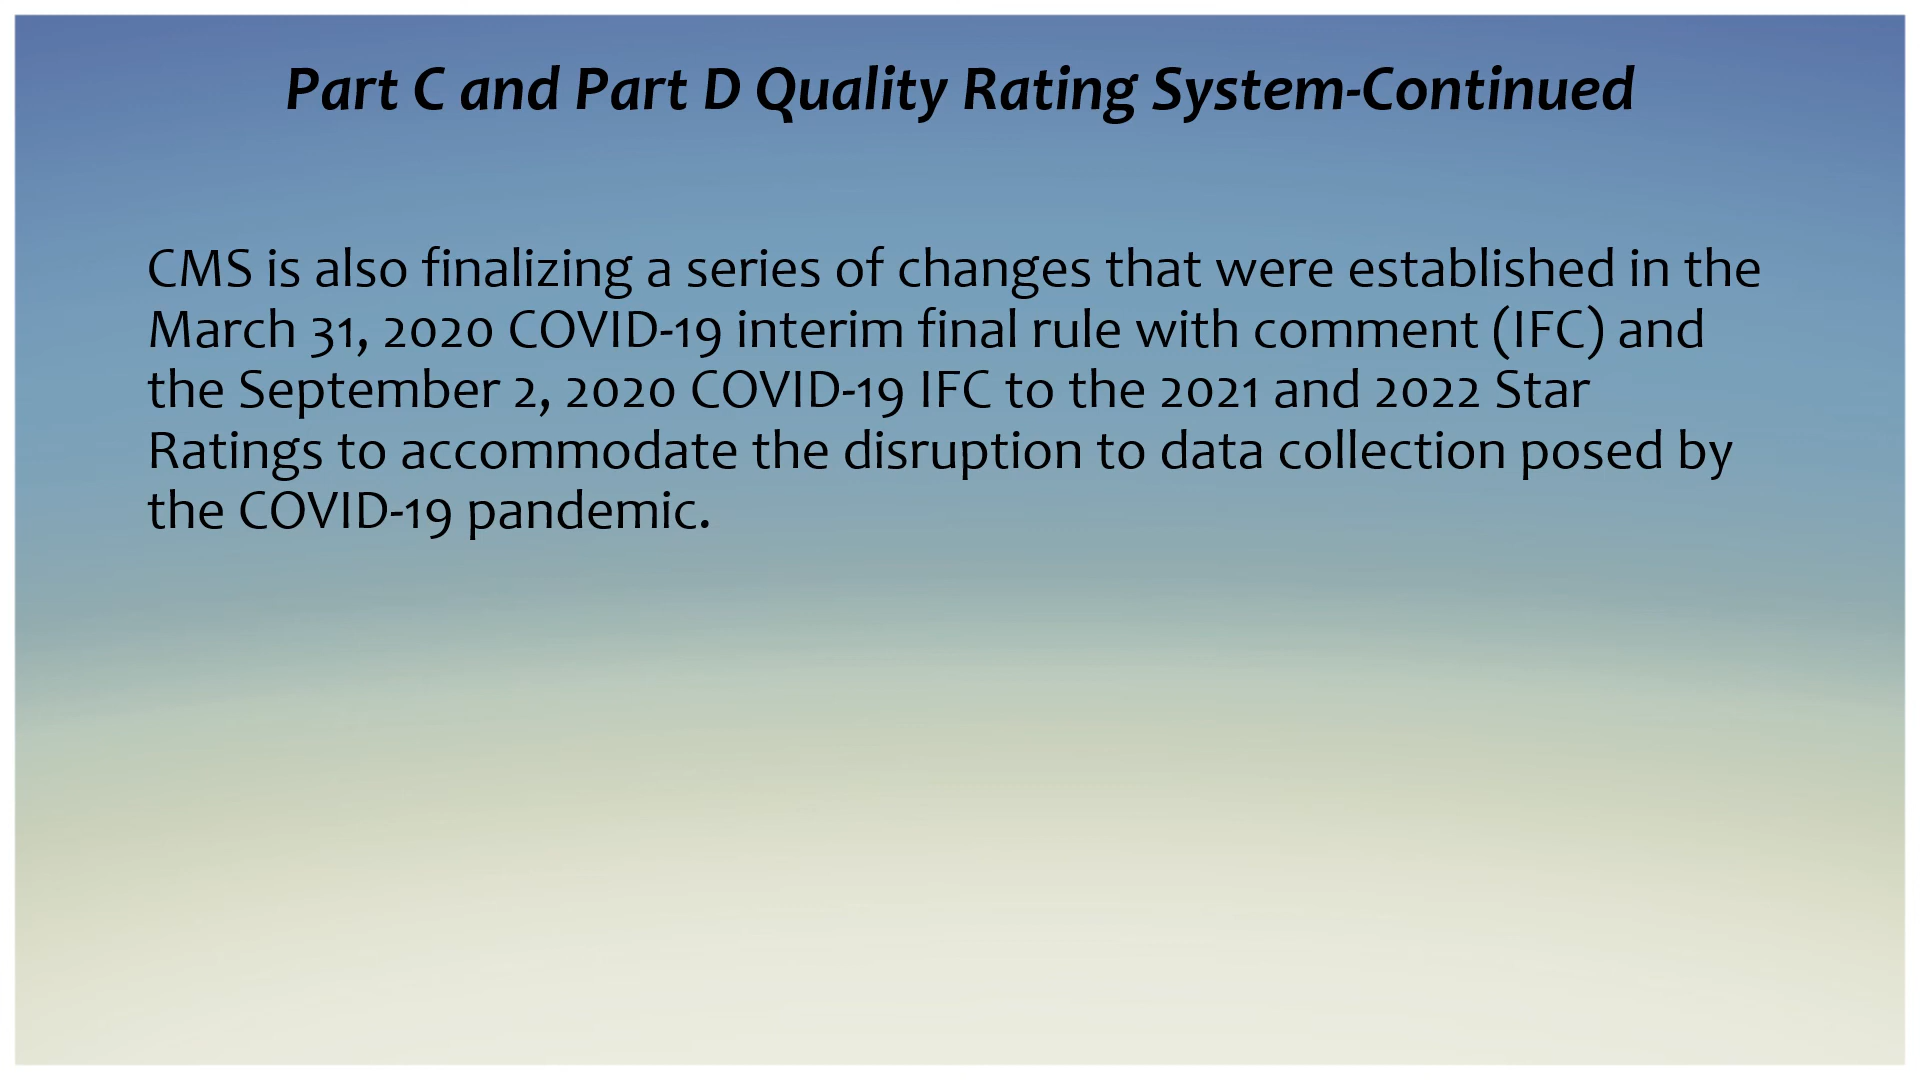 Part C and Part D Quality Rating System-Continued
CMS is also finalizing a series of changes that were established in the
March 31, 2020 COVID-19 interim final rule with comment (IFC) and
the September 2, 2020 COVID-19 IFC to the 2021 and 2022 Star
Ratings to accommodate the disruption to data collection posed by
the COVID-19 pandemic.